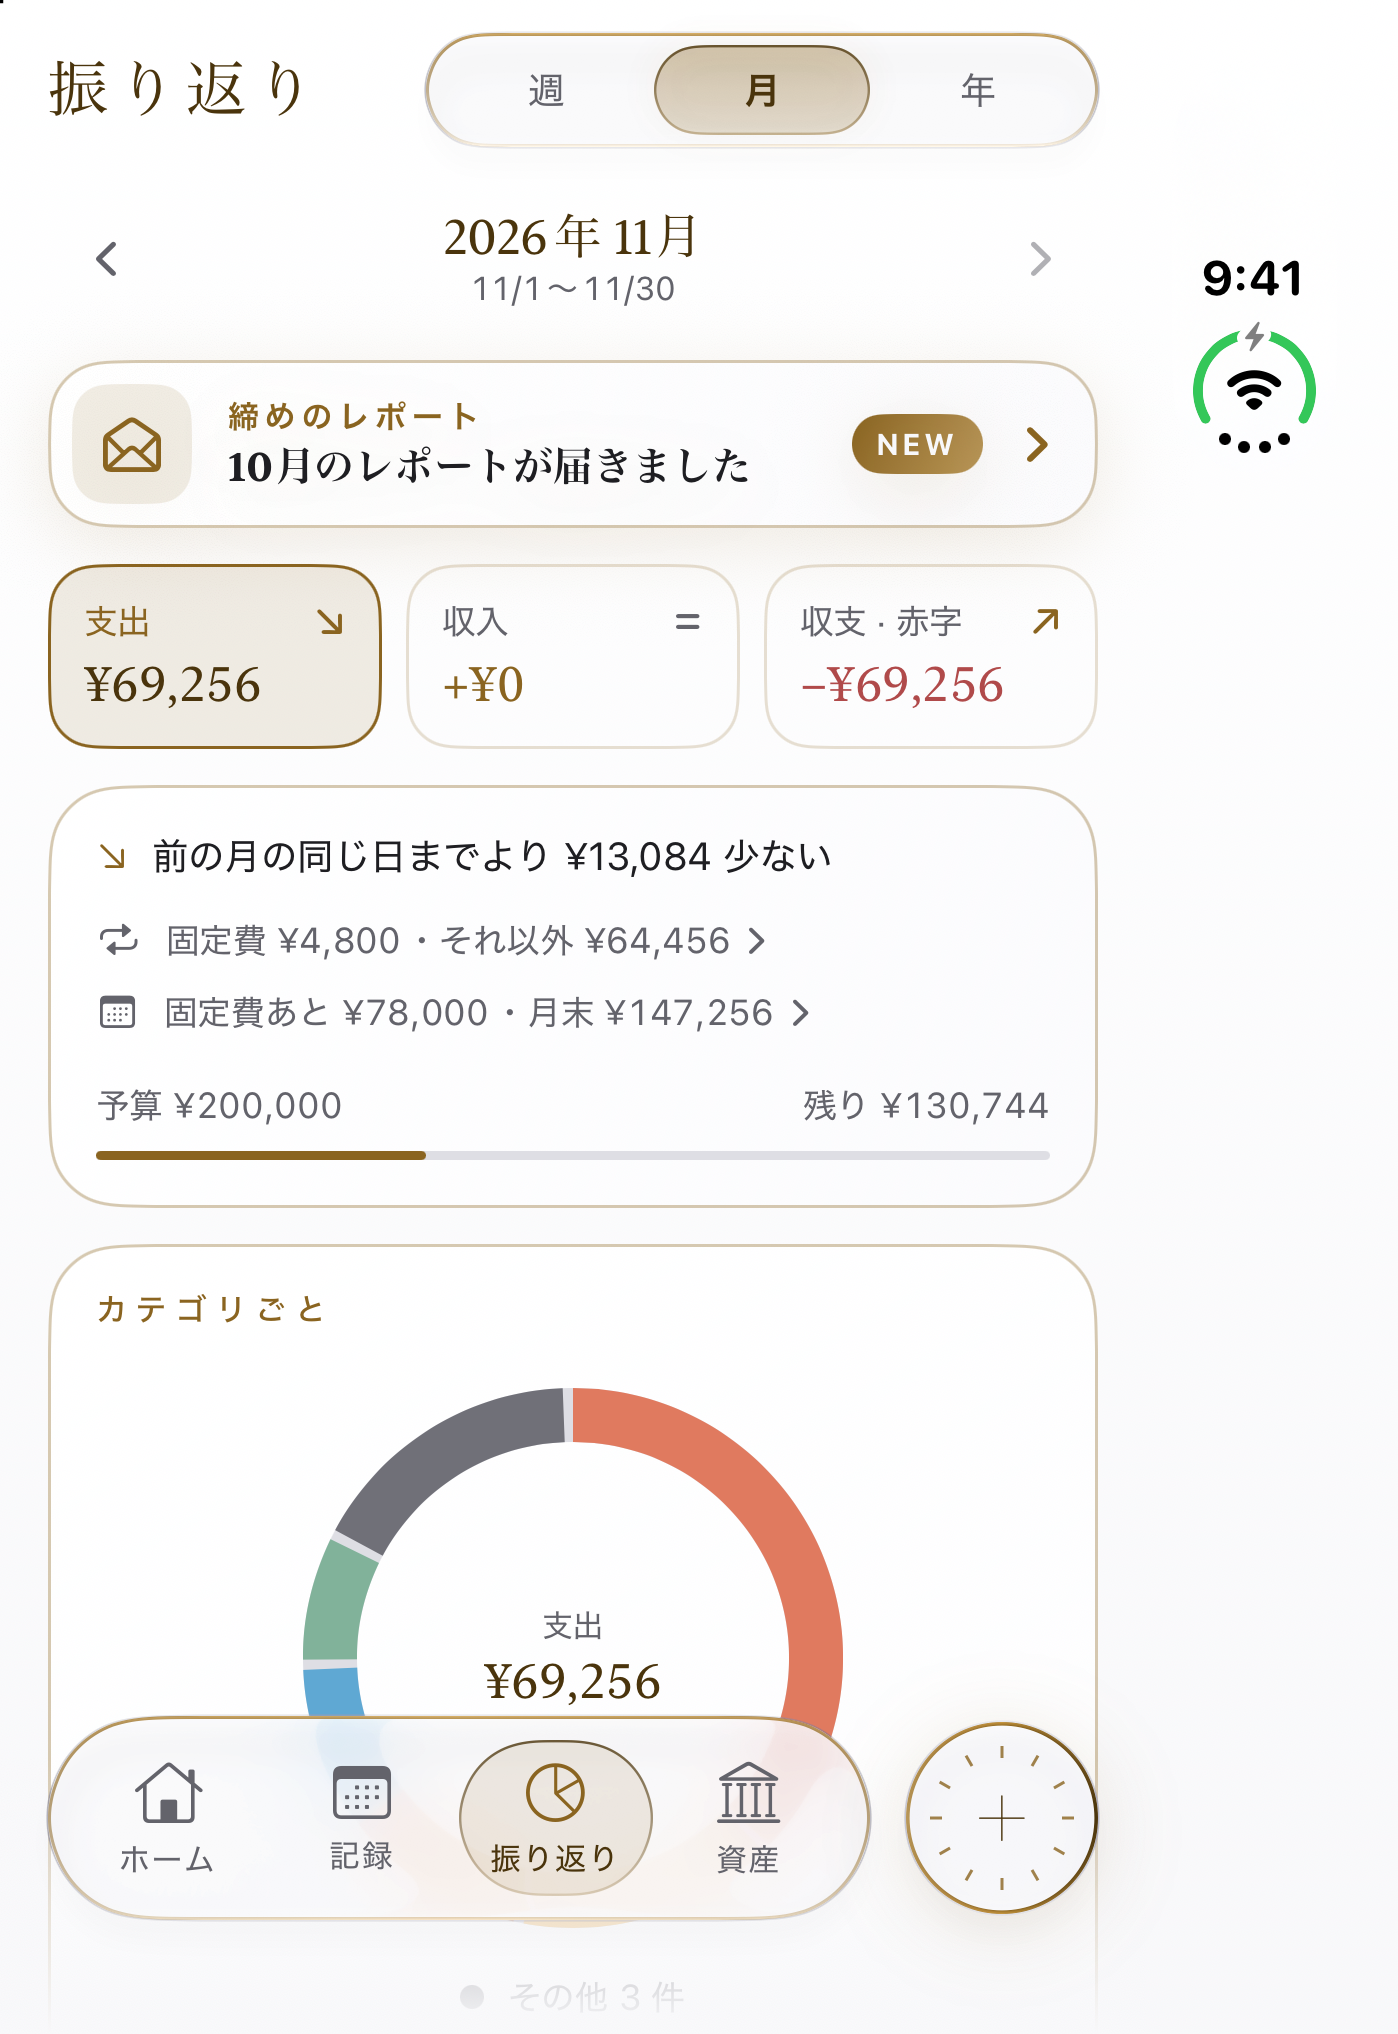 振り返り
週 月 年
2026年 11月
11/1〜11/30
9:41
締めのレポート
10月のレポートが届きました
NEW
支出
¥69,256
収入 =
+¥0
収支・赤字
−¥69,256
前の月の同じ日までより ¥13,084 少ない
固定費 ¥4,800・それ以外 ¥64,456
固定費あと ¥78,000・月末 ¥147,256
予算 ¥200,000 残り ¥130,744
カテゴリごと
支出
¥69,256
ホーム 記録 振り返り 資産
その他 3 件